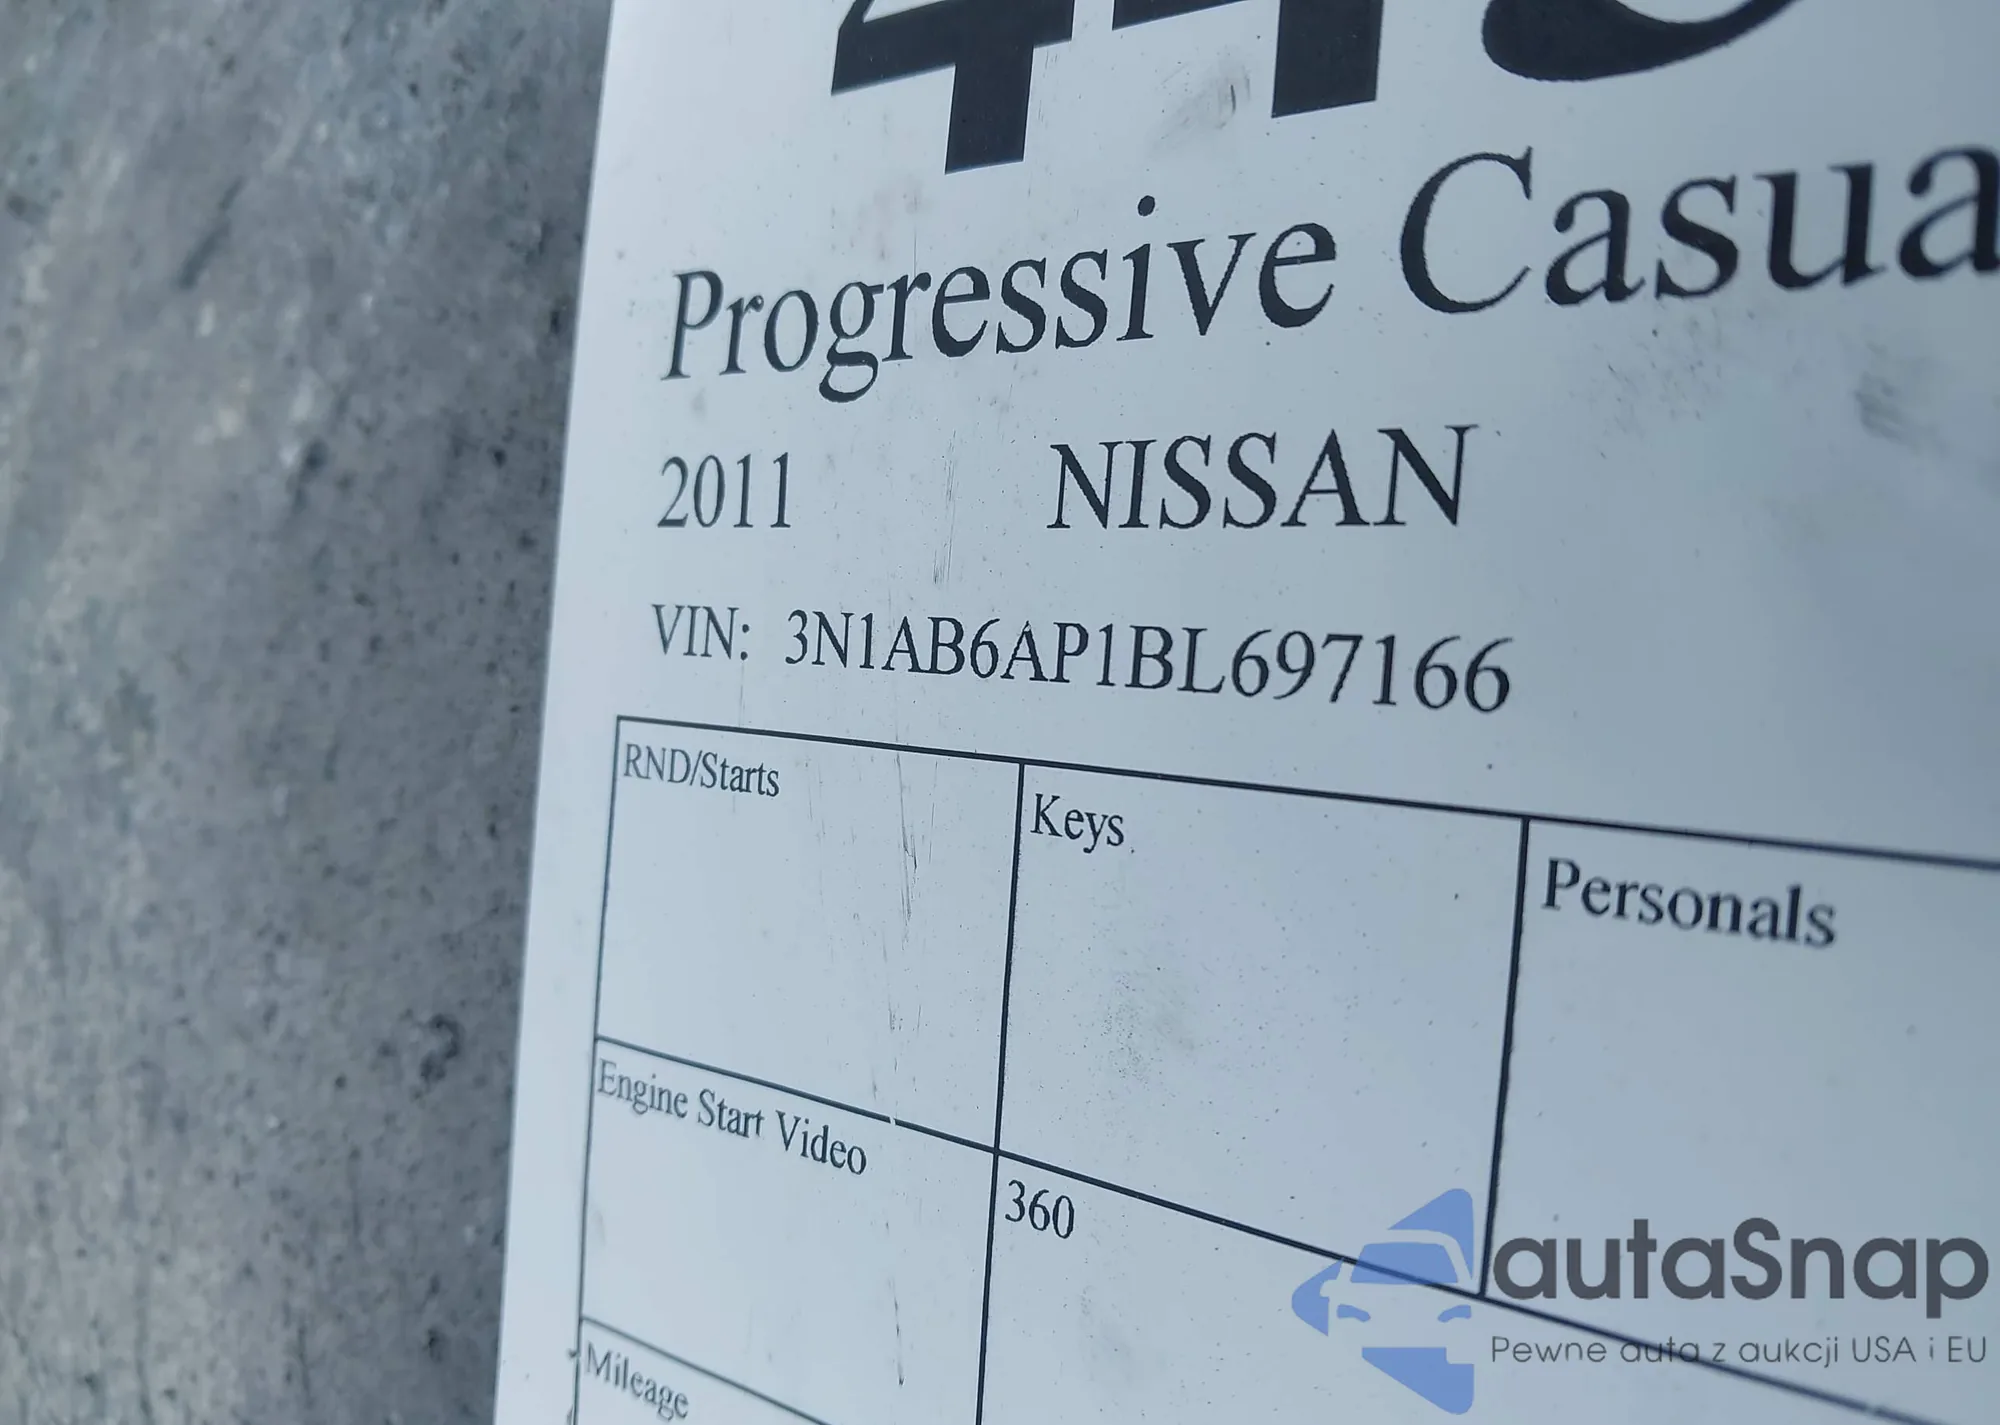 Progressive Casua
2011 NISSAN
VIN: 3N1AB6AP1BL697166
RND/Starts Keys Personals
Engine Start Video 360
Mileage
autaSnap
Pewne auta z aukcji USA i EU